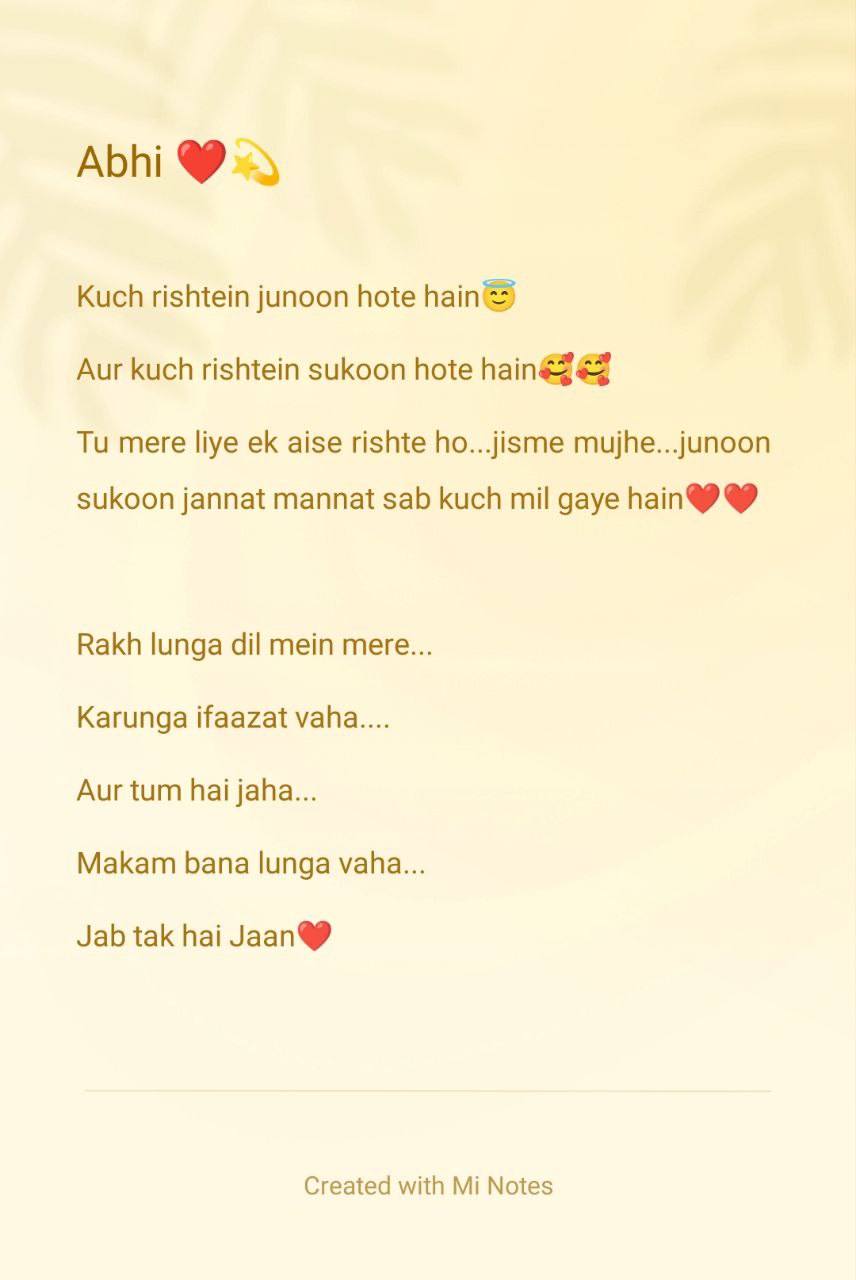 Abhi ❤️💫
Kuch rishtein junoon hote hain😇
Aur kuch rishtein sukoon hote hain🥰🥰
Tu mere liye ek aise rishte ho...jisme mujhe...junoon
sukoon jannat mannat sab kuch mil gaye hain❤️❤️
Rakh lunga dil mein mere...
Karunga ifaazat vaha....
Aur tum hai jaha...
Makam bana lunga vaha...
Jab tak hai Jaan❤️
Created with Mi Notes